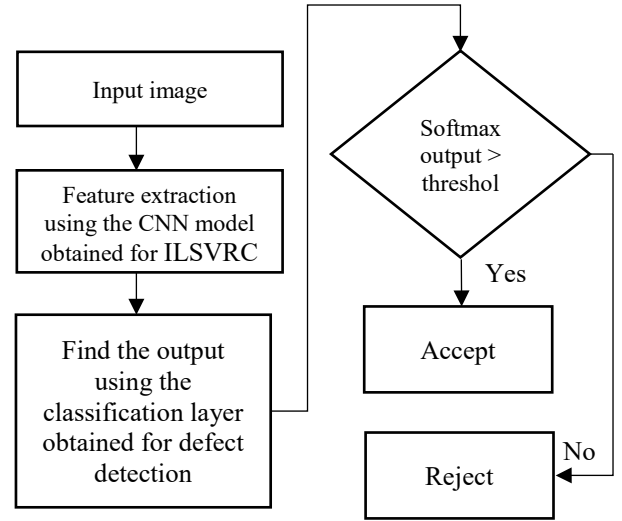 Input image
Feature extraction
using the CNN model
obtained for ILSVRC
Find the output
using the
classification layer
obtained for defect
detection
Softmax
output >
threshol
Yes
Accept
No
Reject